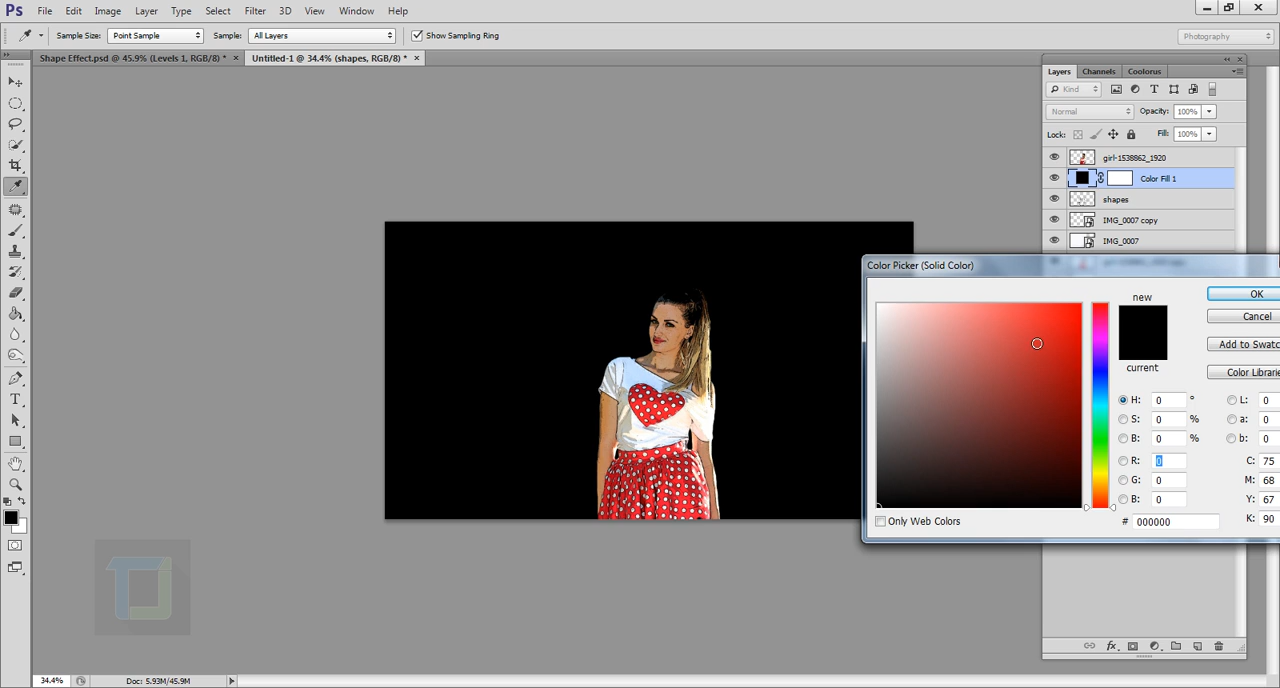 Ps File Edit Image Layer Type Select Filter 3D View Window Help
Sample Size: Point Sample Sample: All Layers Show Sampling Ring Photography
Shape Effect.psd @ 45.9% (Levels 1, RGB/8) * × Untitled-1 @ 34.4% (shapes, RGB/8) * ×
Layers Channels Coolorus
Kind
Normal Opacity: 100%
Lock: Fill: 100%
girl-1538862_1920
Color Fill 1
shapes
IMG_0007 copy
IMG_0007
Color Picker (Solid Color)
new
current
OK
Cancel
Add to Swatc
Color Librarie
H: 0 ° L: 0
S: 0 % a: 0
B: 0 % b: 0
R: 0 C: 75
G: 0 M: 68
B: 0 Y: 67
# 000000 K: 90
Only Web Colors
fx
34.4% Doc: 5.93M/45.9M